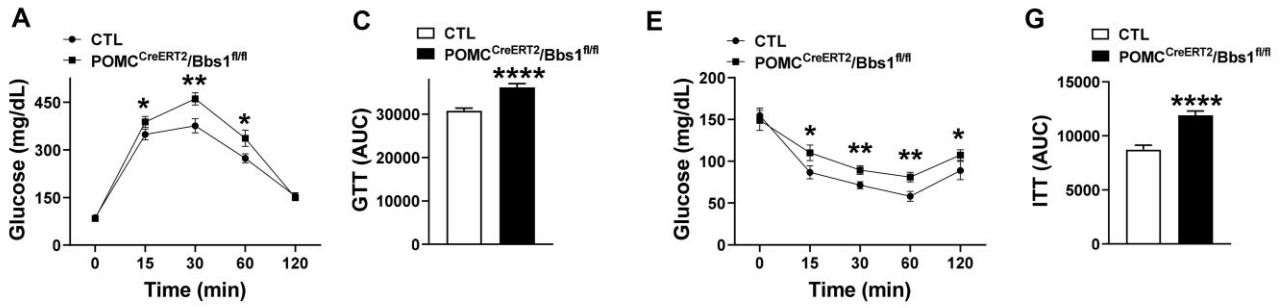 A
CTL
POMC^CreERT2/Bbs1^fl/fl
Glucose (mg/dL)
450
300
150
0
*
**
*
0 15 30 60 120
Time (min)
C
CTL
POMC^CreERT2/Bbs1^fl/fl
GTT (AUC)
30000
20000
10000
0
****
E
CTL
POMC^CreERT2/Bbs1^fl/fl
Glucose (mg/dL)
200
150
100
50
0
*
**
**
*
0 15 30 60 120
Time (min)
G
CTL
POMC^CreERT2/Bbs1^fl/fl
ITT (AUC)
15000
10000
5000
0
****